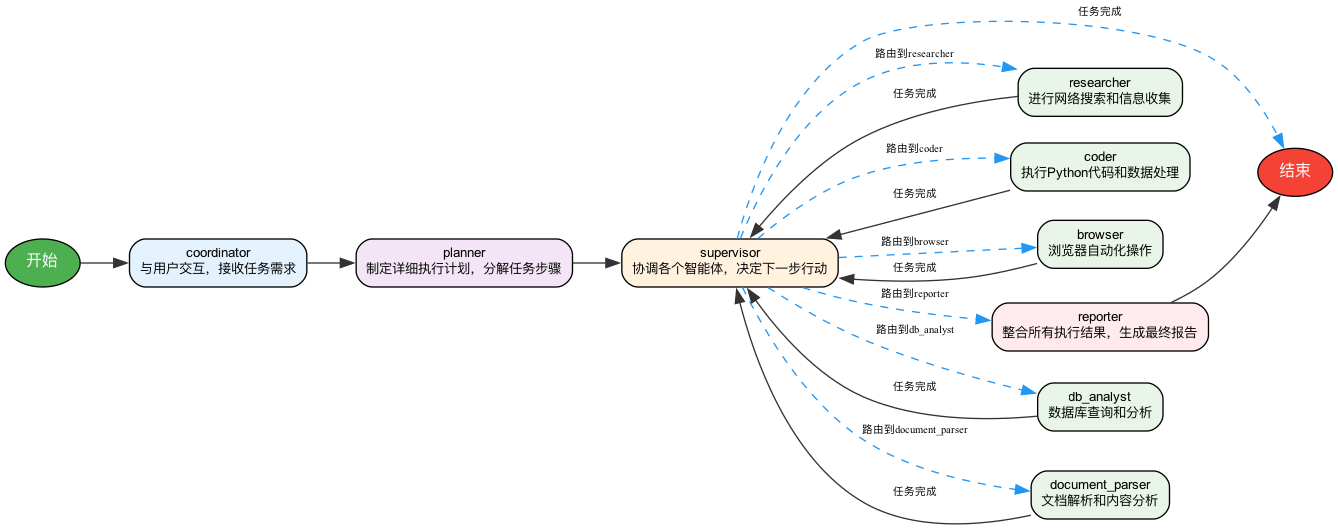 开始
coordinator
与用户交互，接收任务需求
planner
制定详细执行计划，分解任务步骤
supervisor
协调各个智能体，决定下一步行动
任务完成
路由到researcher
researcher
进行网络搜索和信息收集
任务完成
路由到coder
coder
执行Python代码和数据处理
任务完成
路由到browser
browser
浏览器自动化操作
任务完成
路由到reporter
reporter
整合所有执行结果，生成最终报告
路由到db_analyst
db_analyst
数据库查询和分析
任务完成
路由到document_parser
document_parser
文档解析和内容分析
任务完成
结束